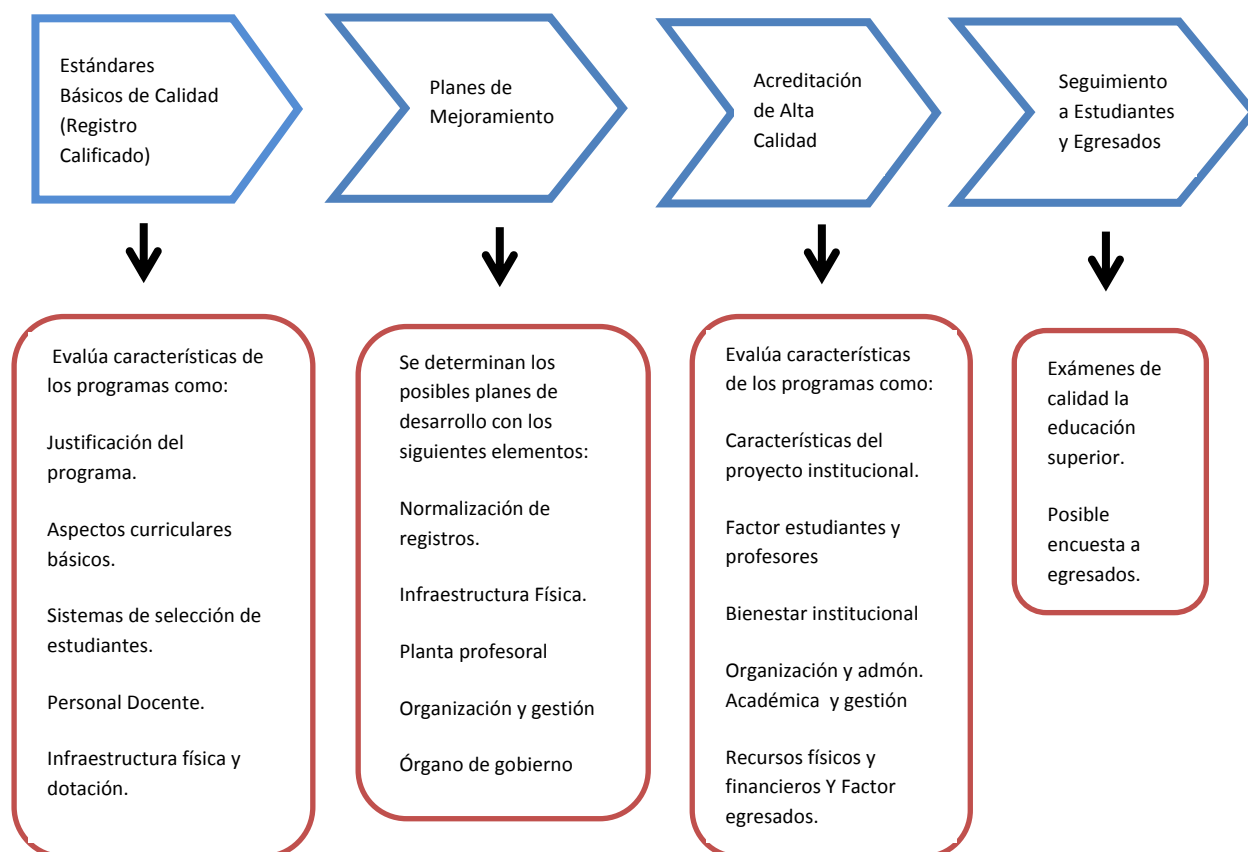 Estándares
Básicos de Calidad
(Registro
Calificado)
Planes de
Mejoramiento
Acreditación
de Alta
Calidad
Seguimiento
a Estudiantes
y Egresados
Evalúa características de
los programas como:
Justificación del
programa.
Aspectos curriculares
básicos.
Sistemas de selección de
estudiantes.
Personal Docente.
Infraestructura física y
dotación.
Se determinan los
posibles planes de
desarrollo con los
siguientes elementos:
Normalización de
registros.
Infraestructura Física.
Planta profesoral
Organización y gestión
Órgano de gobierno
Evalúa características
de los programas como:
Características del
proyecto institucional.
Factor estudiantes y
profesores
Bienestar institucional
Organización y admón.
Académica  y gestión
Recursos físicos y
financieros Y Factor
egresados.
Exámenes de
calidad la
educación
superior.
Posible
encuesta a
egresados.